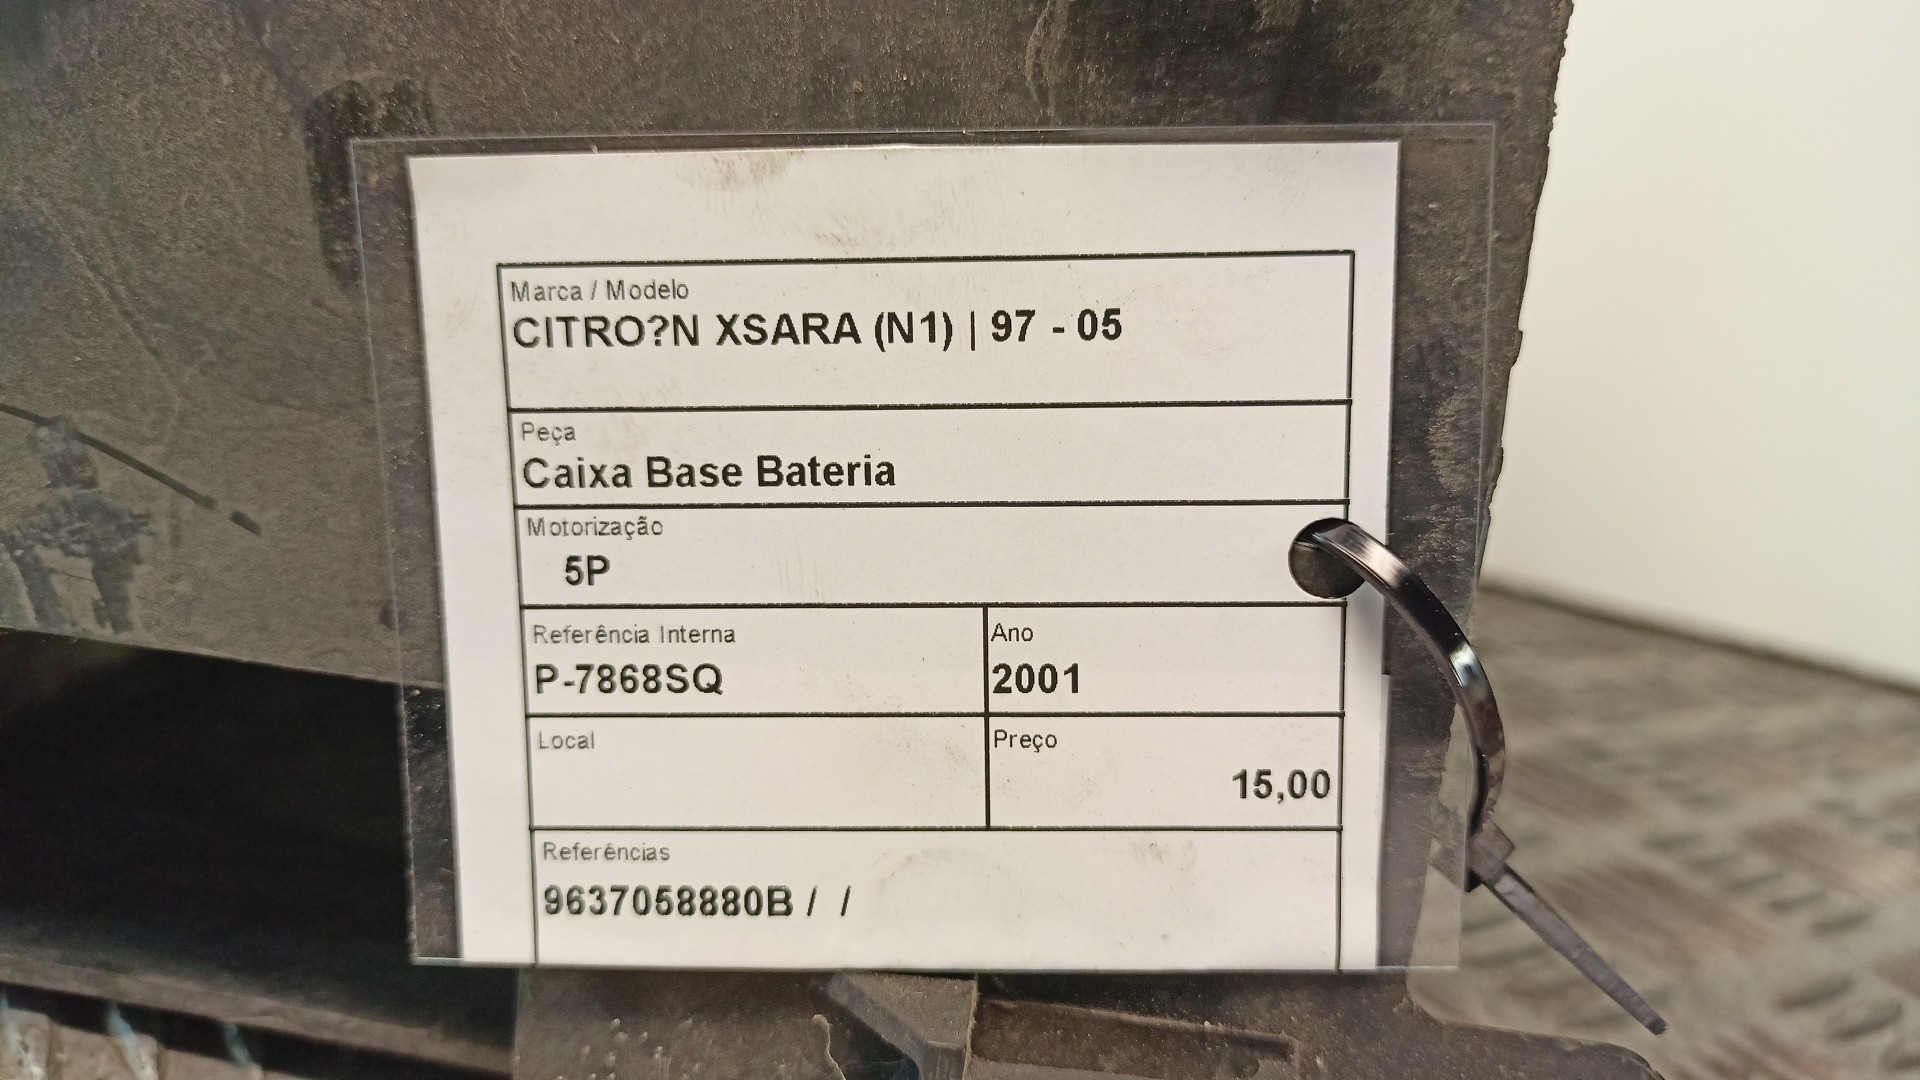 Marca / Modelo
CITRO?N XSARA (N1) | 97 - 05
Peça
Caixa Base Bateria
Motorização
5P
Referência Interna
P-7868SQ
Ano
2001
Local
Preço
15,00
Referências
9637058880B / /